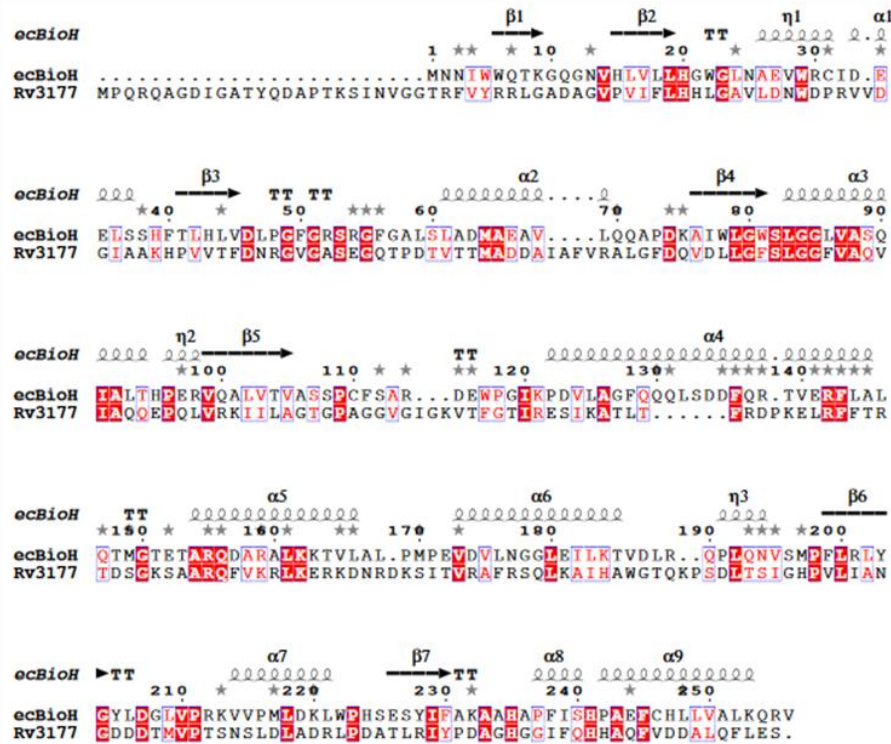 ecBioH β1 β2 TT η1 α1
1 10 20 30
ecBioH .........................MNNIWWQTKGQGNVHLVLLHGWGLNAEVWRCID.E
Rv3177 MPQRQAGDIGATYQDAPTKSINVGGTRFVYRRLGADAGVPVIFLHHLGAVLDNWDPRVVD
ecBioH β3 TT TT α2 β4 α3
40 50 60 70 80 90
ecBioH ELSSHFTLHLVDLPGFGRSRGFGALSLADMAEAV....LQQAPDKAIWLGWSLGGLVASQ
Rv3177 GIAAKHPVVTFDNRGVGASEGQTPDTVTTMADDAIAFVRALGFDQVDLLGFSLGGFVAQV
ecBioH η2 β5 TT α4
100 110 120 130 140
ecBioH IALTHPERVQALVTVASSPCFSAR...DEWPGIKPDVLAGFQQQLSDDFQR.TVERFLAL
Rv3177 IAQQEPQLVRKIILAGTGPAGGVGIGKVTFGTIRESIKATLT......FRDPKELRFFTR
ecBioH TT α5 α6 η3 β6
150 160 170 180 190 200
ecBioH QTMGTETARQDARALKKTVLAL.PMPEVDVLNGGLEILKTVDLR..QPLQNVSMPFLRLY
Rv3177 TDSGKSAARQFVKRLKERKDNRDKSITVRAFRSQLKAIHAWGTQKPSDLTSIGHPVLIAN
ecBioH TT α7 β7 TT α8 α9
210 220 230 240 250
ecBioH GYLDGLVPRKVVPMLDKLWPHSESYIFAKAAHAPFISHPAEFCHLLVALKQRV
Rv3177 GDDDTMVPTSNSLDLADRLPDATLRIYPDAGHGGIFQHHAQFVDDALQFLES.